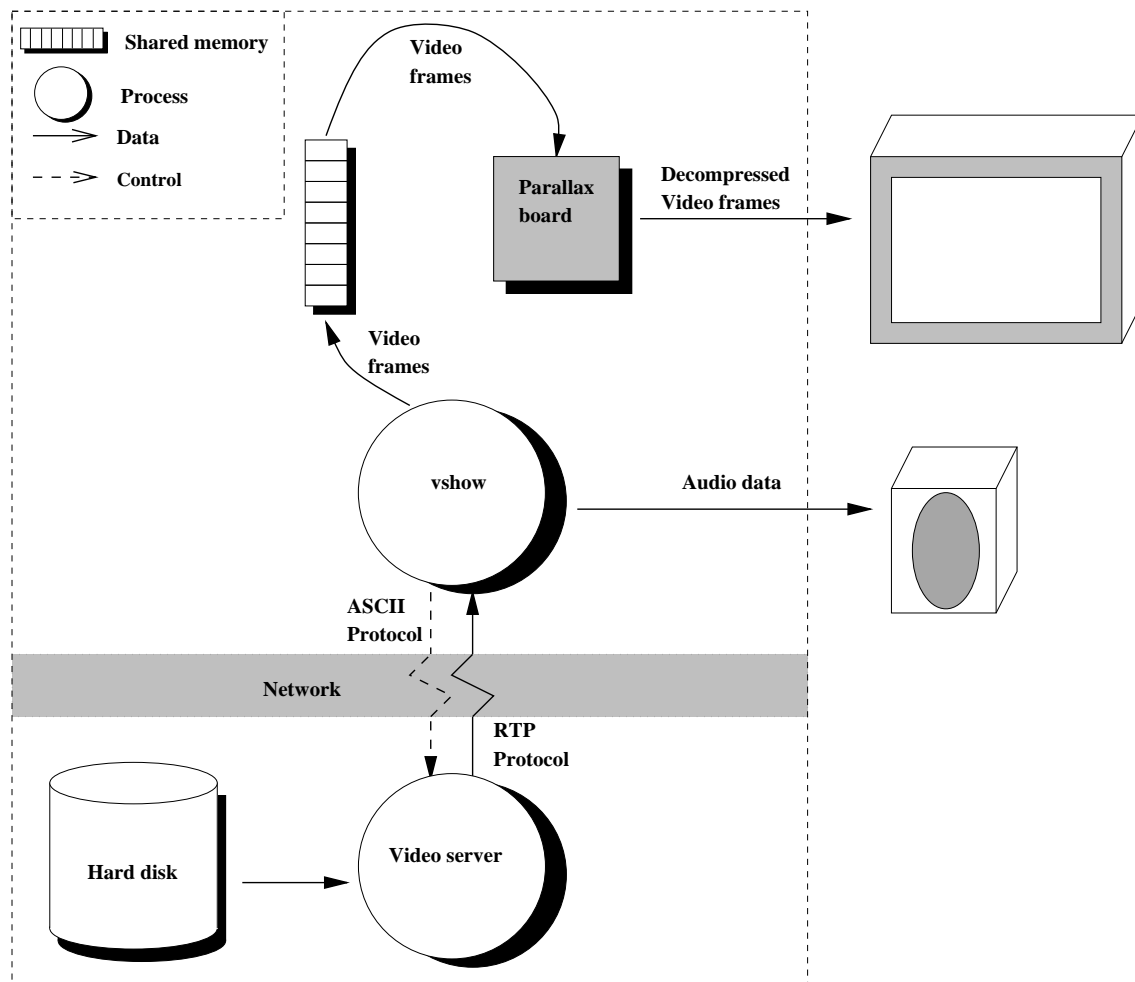 Shared memory
Process
Data
Control
Video
frames
Parallax
board
Decompressed
Video frames
Video
frames
vshow
Audio data
ASCII
Protocol
Network
RTP
Protocol
Hard disk
Video server